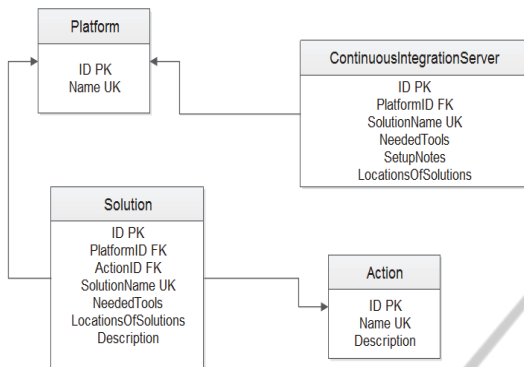 Platform
ID PK
Name UK
ContinuousIntegrationServer
ID PK
PlatformID FK
SolutionName UK
NeededTools
SetupNotes
LocationsOfSolutions
Solution
ID PK
PlatformID FK
ActionID FK
SolutionName UK
NeededTools
LocationsOfSolutions
Description
Action
ID PK
Name UK
Description